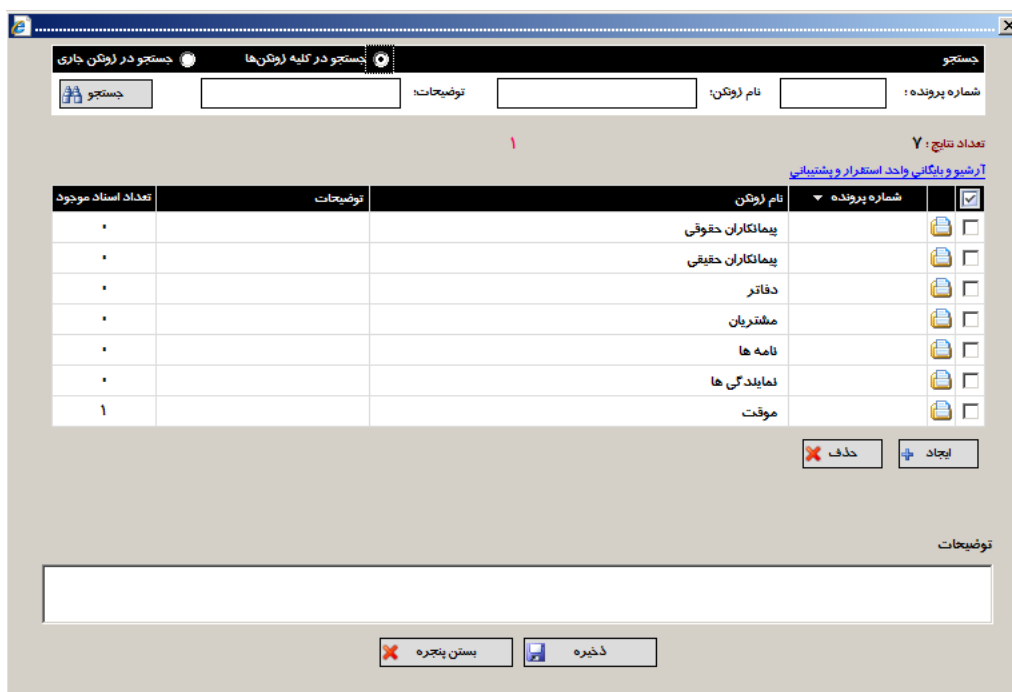 جستجو جستجو در کلیه زونکن‌ها جستجو در زونکن جاری
شماره پرونده : نام زونکن: توضیحات: جستجو
تعداد نتایج : ۷ ۱
آرشیو و بایگانی واحد استقرار و پشتیبانی
شماره پرونده نام زونکن توضیحات تعداد اسناد موجود
پیمانکاران حقوقی ۰
پیمانکاران حقیقی ۰
دفاتر ۰
مشتریان ۰
نامه ها ۰
نمایندگی ها ۰
موقت ۱
ایجاد حذف
توضیحات
ذخیره بستن پنجره